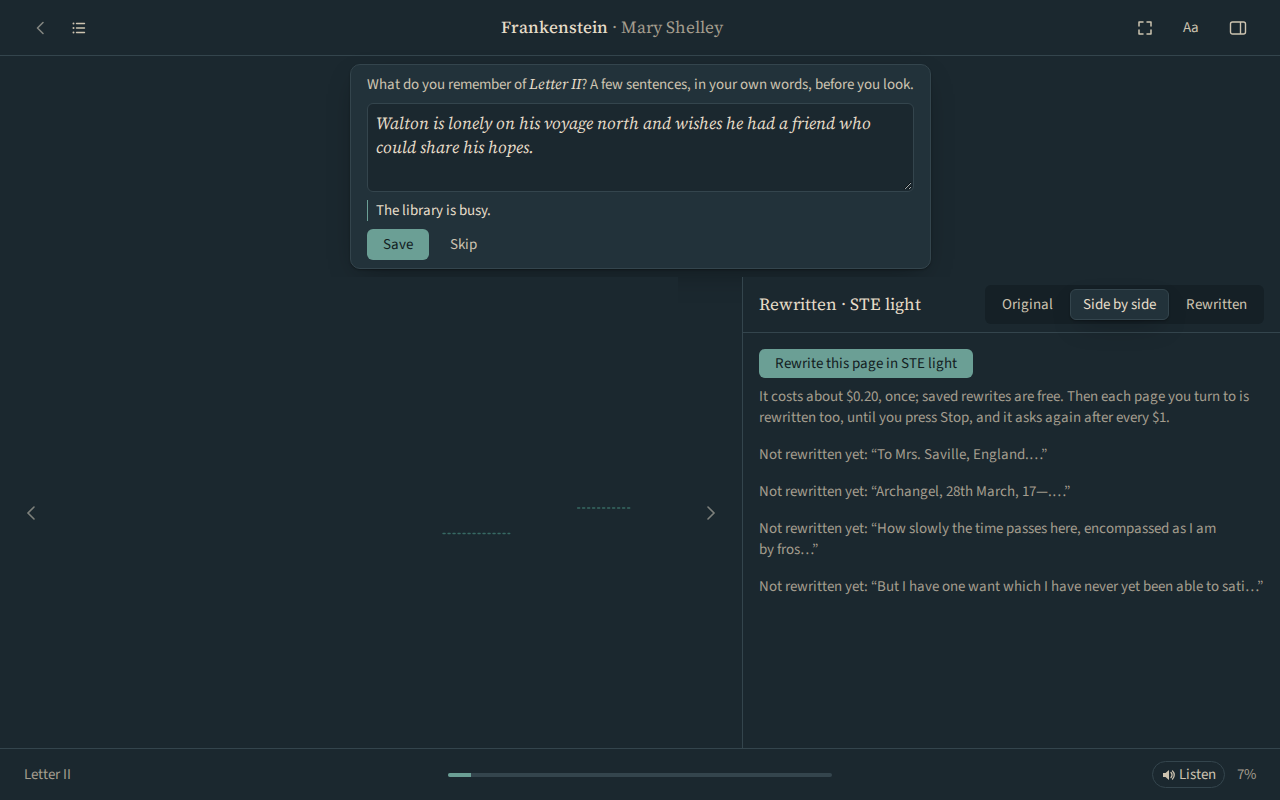 Frankenstein · Mary Shelley
Aa
What do you remember of Letter II? A few sentences, in your own words, before you look.
Walton is lonely on his voyage north and wishes he had a friend who
could share his hopes.
The library is busy.
Save
Skip
Rewritten · STE light
Original
Side by side
Rewritten
Rewrite this page in STE light
It costs about $0.20, once; saved rewrites are free. Then each page you turn to is
rewritten too, until you press Stop, and it asks again after every $1.
Not rewritten yet: “To Mrs. Saville, England.…”
Not rewritten yet: “Archangel, 28th March, 17—.…”
Not rewritten yet: “How slowly the time passes here, encompassed as I am
by fros…”
Not rewritten yet: “But I have one want which I have never yet been able to sati…”
Letter II
Listen
7%